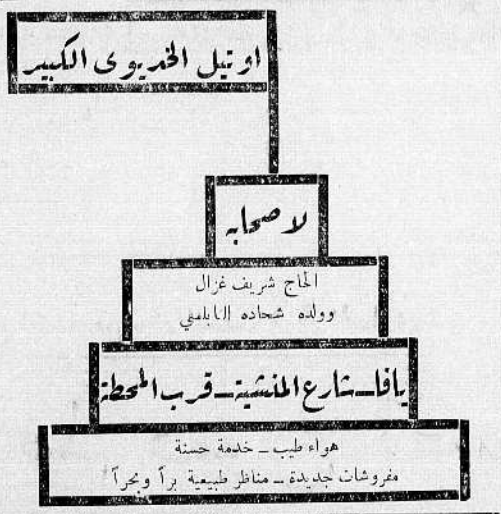 اوتيل الخديوى الكبير
لاصحابه
الحاج شريف غزال
وولده شحاده النابلسي
يافا ـ شارع المنشية ـ قرب المحطة
هواء طيب ـ خدمة حسنة
مفروشات جديدة ـ مناظر طبيعية براً وبحراً